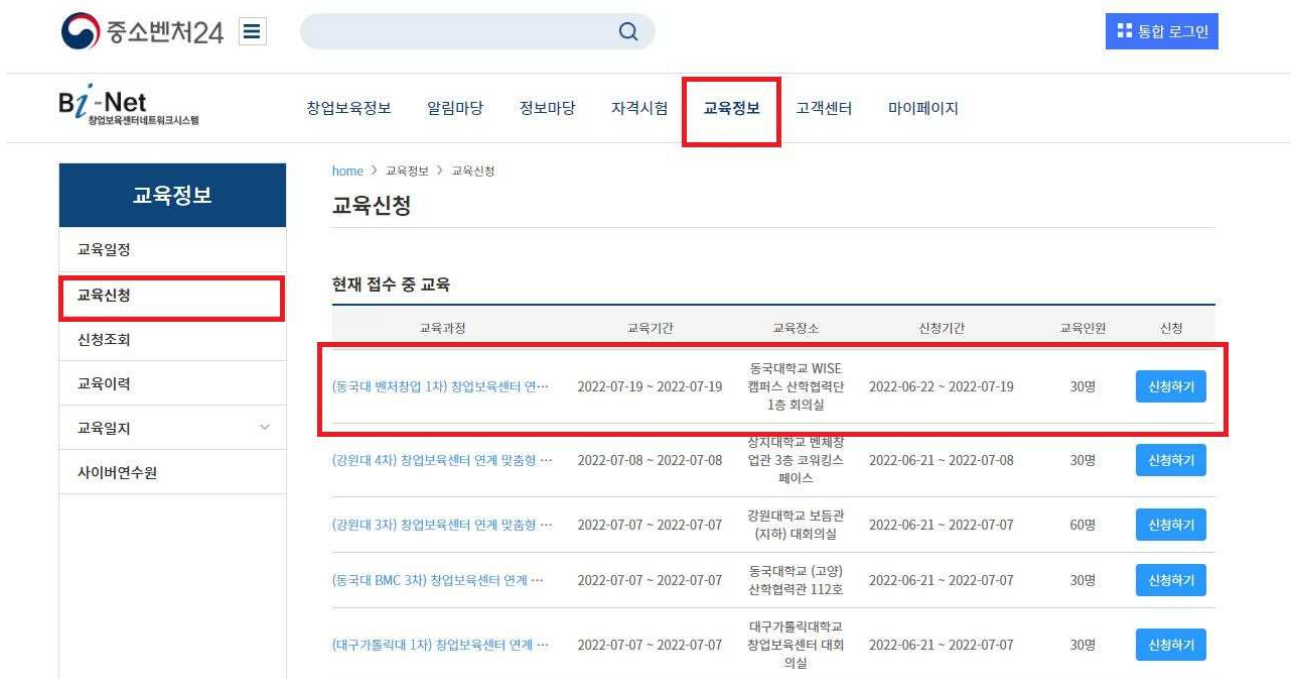 중소벤처24
통합 로그인
Bi-Net
창업보육센터네트워크시스템
창업보육정보 알림마당 정보마당 자격시험 교육정보 고객센터 마이페이지
교육정보
교육일정
교육신청
신청조회
교육이력
교육일지
사이버연수원
home > 교육정보 > 교육신청
교육신청
현재 접수 중 교육
교육과정 교육기간 교육장소 신청기간 교육인원 신청
(동국대 벤처창업 1차) 창업보육센터 연… 2022-07-19 ~ 2022-07-19 동국대학교 WISE
캠퍼스 산학협력단
1층 회의실
2022-06-22 ~ 2022-07-19 30명 신청하기
(강원대 4차) 창업보육센터 연계 맞춤형 … 2022-07-08 ~ 2022-07-08 상지대학교 벤체창
업관 3층 코워킹스
페이스
2022-06-21 ~ 2022-07-08 30명 신청하기
(강원대 3차) 창업보육센터 연계 맞춤형 … 2022-07-07 ~ 2022-07-07 강원대학교 보듬관
(지하) 대회의실
2022-06-21 ~ 2022-07-07 60명 신청하기
(동국대 BMC 3차) 창업보육센터 연계 … 2022-07-07 ~ 2022-07-07 동국대학교 (고양)
산학협력관 112호
2022-06-21 ~ 2022-07-07 30명 신청하기
(대구가톨릭대 1차) 창업보육센터 연계 … 2022-07-07 ~ 2022-07-07 대구가톨릭대학교
창업보육센터 대회
의실
2022-06-21 ~ 2022-07-07 30명 신청하기